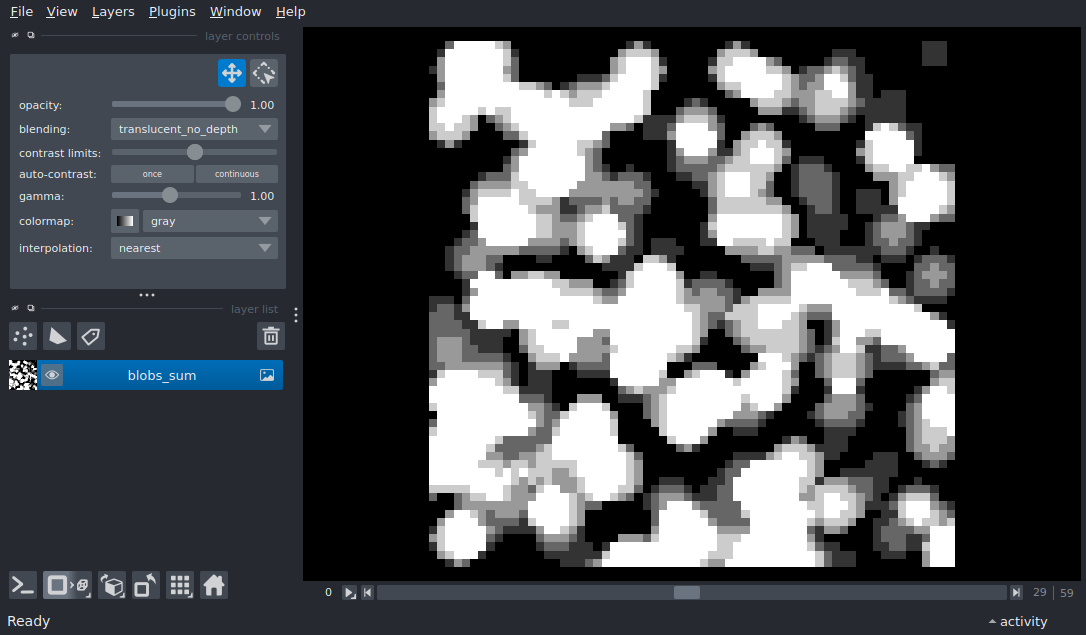 File View Layers Plugins Window Help
layer controls
opacity: 1.00
blending: translucent_no_depth
contrast limits:
auto-contrast: once continuous
gamma: 1.00
colormap: gray
interpolation: nearest
layer list
blobs_sum
0 29 | 59
Ready activity